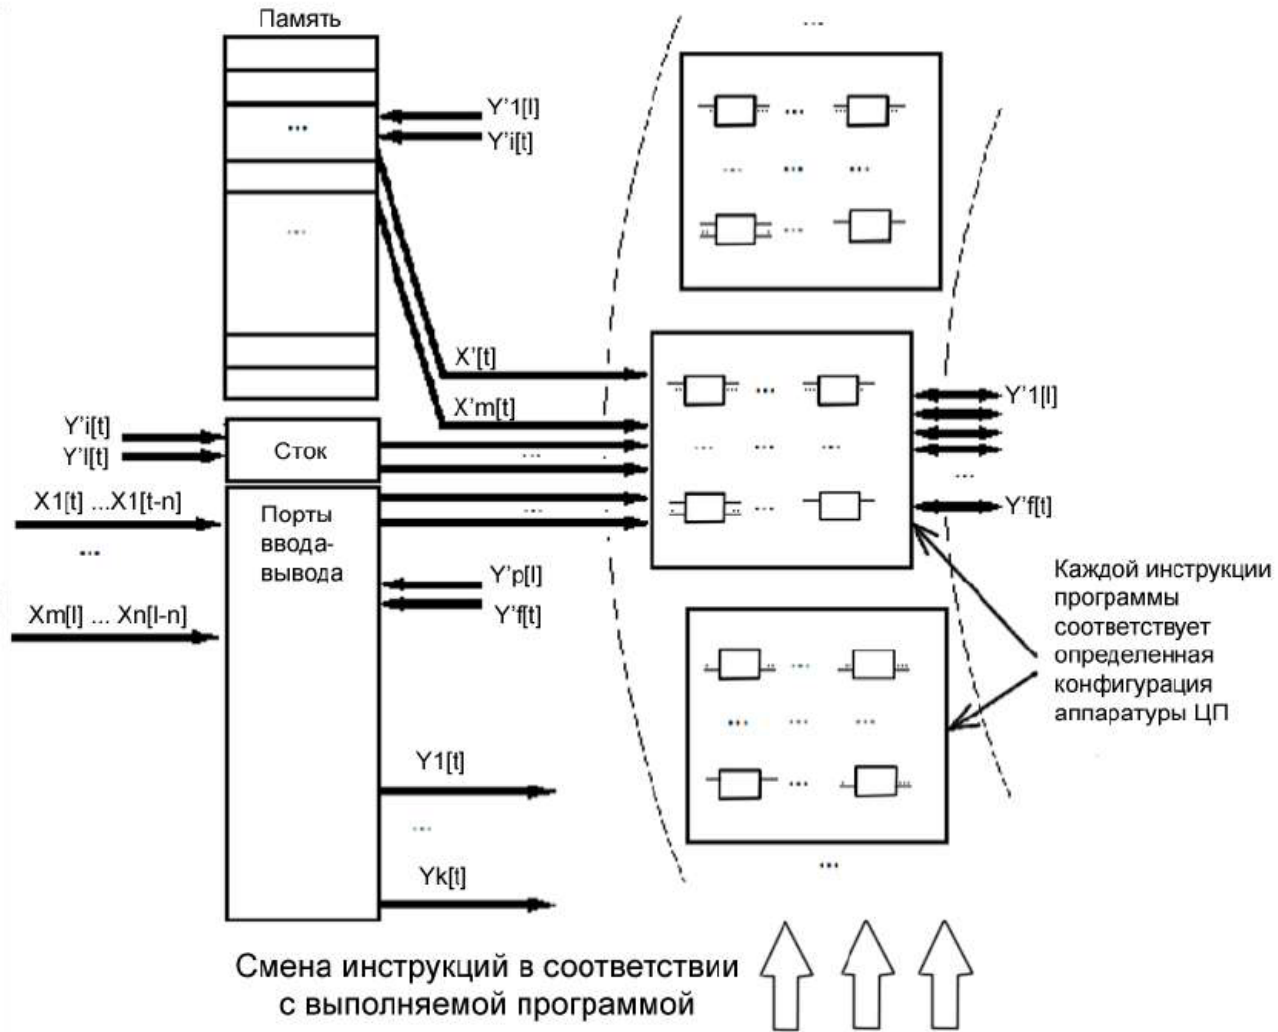 Память
Y'1[l]
Y'i[t]
X'[t]
X'm[t]
Y'i[t]
Y'l[t]
Сток
X1[t] ...X1[t-n]
Xm[l] ... Xn[l-n]
Порты
ввода-
вывода
Y'p[l]
Y'f[t]
Y'1[l]
Y'f[t]
Каждой инструкции
программы
соответствует
определенная
конфигурация
аппаратуры ЦП
Y1[t]
Yk[t]
Смена инструкций в соответствии
с выполняемой программой